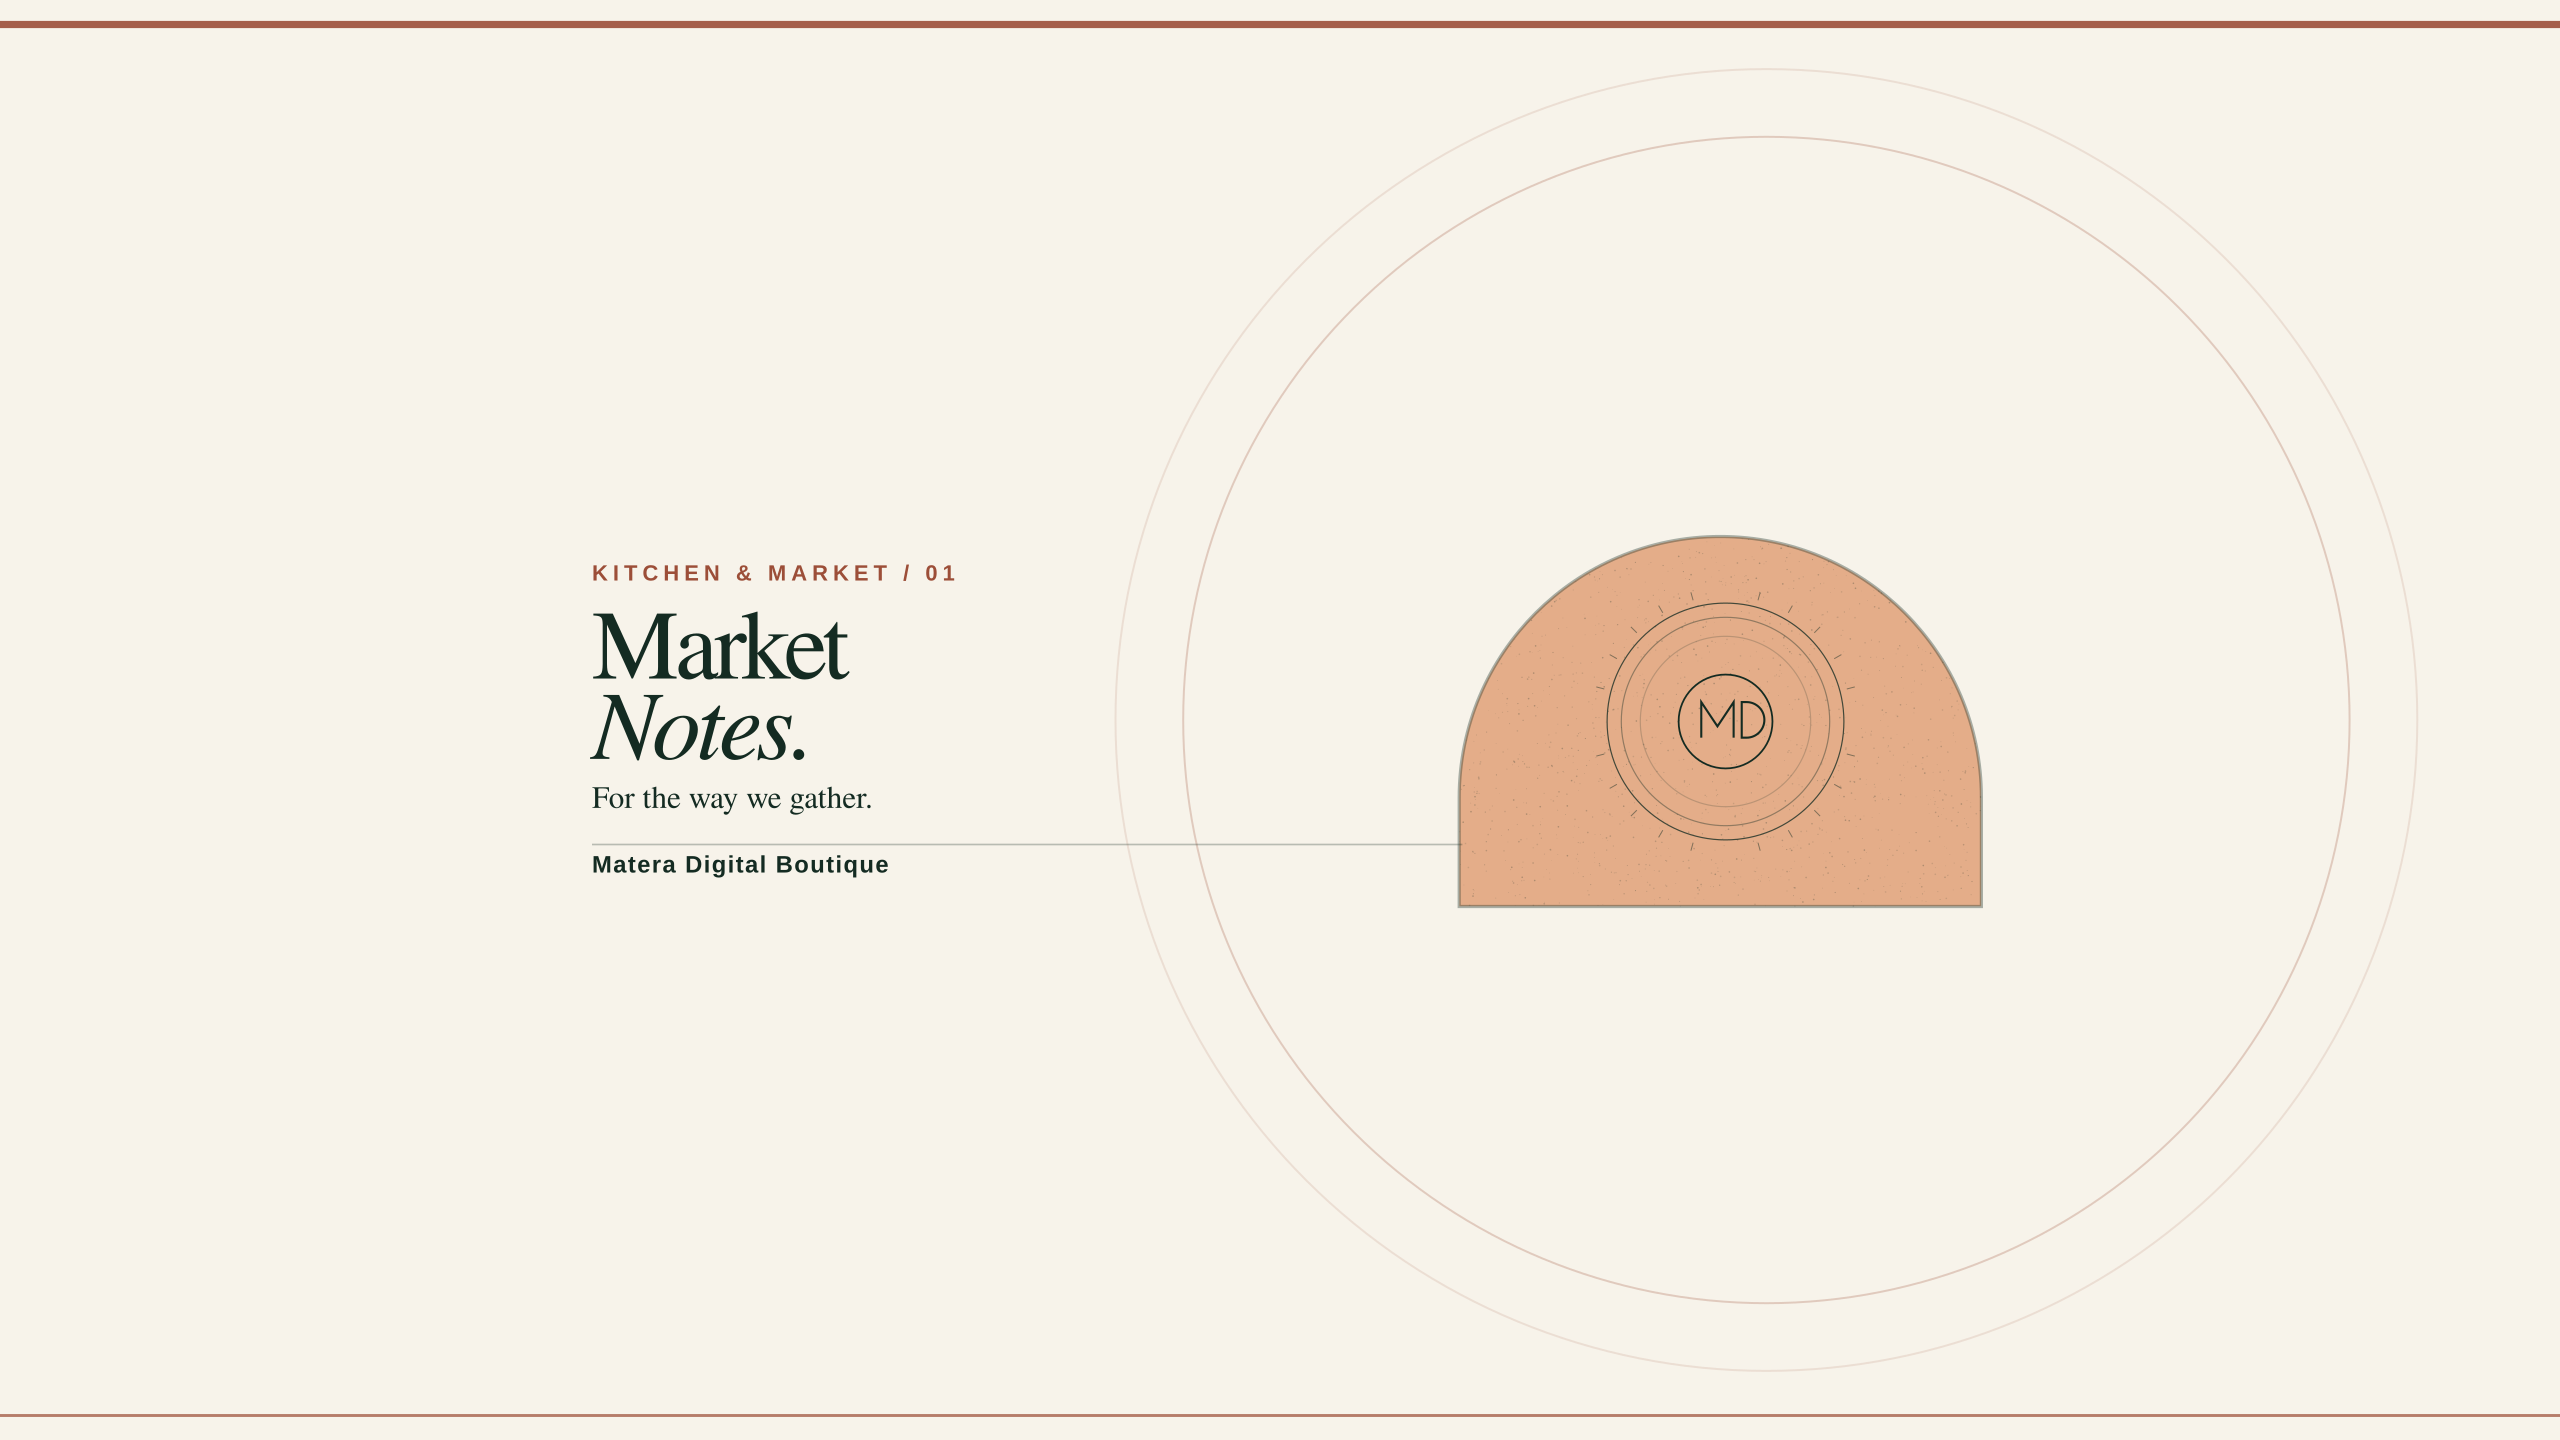 KITCHEN & MARKET / 01
Market
Notes.
For the way we gather.
Matera Digital Boutique
MD